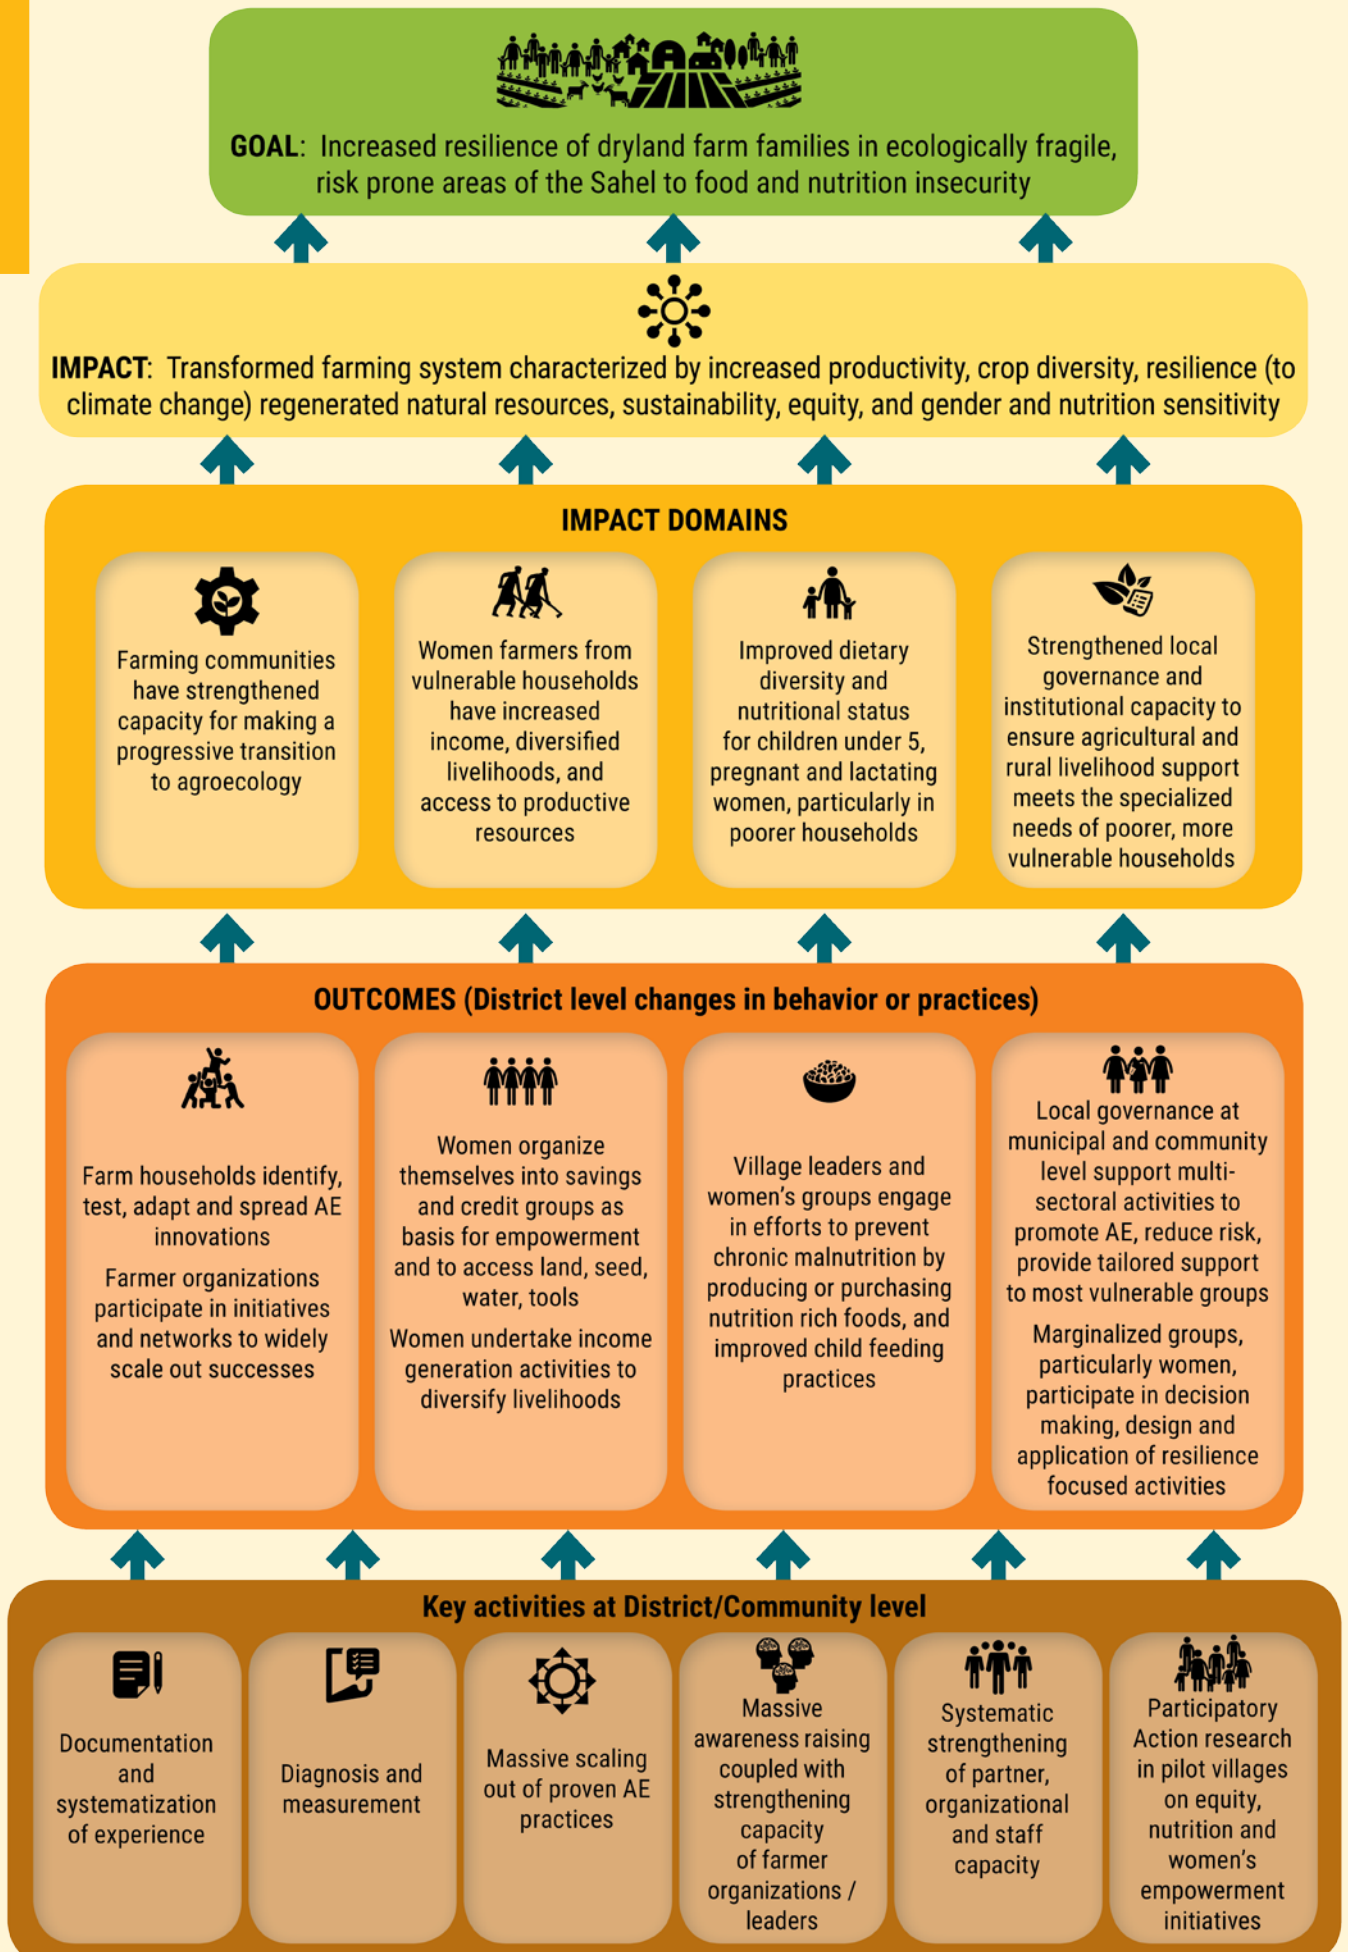 GOAL: Increased resilience of dryland farm families in ecologically fragile,
risk prone areas of the Sahel to food and nutrition insecurity
IMPACT: Transformed farming system characterized by increased productivity, crop diversity, resilience (to
climate change) regenerated natural resources, sustainability, equity, and gender and nutrition sensitivity
IMPACT DOMAINS
Farming communities
have strengthened
capacity for making a
progressive transition
to agroecology
Women farmers from
vulnerable households
have increased
income, diversified
livelihoods, and
access to productive
resources
Improved dietary
diversity and
nutritional status
for children under 5,
pregnant and lactating
women, particularly in
poorer households
Strengthened local
governance and
institutional capacity to
ensure agricultural and
rural livelihood support
meets the specialized
needs of poorer, more
vulnerable households
OUTCOMES (District level changes in behavior or practices)
Farm households identify,
test, adapt and spread AE
innovations
Farmer organizations
participate in initiatives
and networks to widely
scale out successes
Women organize
themselves into savings
and credit groups as
basis for empowerment
and to access land, seed,
water, tools
Women undertake income
generation activities to
diversify livelihoods
Village leaders and
women's groups engage
in efforts to prevent
chronic malnutrition by
producing or purchasing
nutrition rich foods, and
improved child feeding
practices
Local governance at
municipal and community
level support multi-
sectoral activities to
promote AE, reduce risk,
provide tailored support
to most vulnerable groups
Marginalized groups,
particularly women,
participate in decision
making, design and
application of resilience
focused activities
Key activities at District/Community level
Documentation
and
systematization
of experience
Diagnosis and
measurement
Massive scaling
out of proven AE
practices
Massive
awareness raising
coupled with
strengthening
capacity
of farmer
organizations /
leaders
Systematic
strengthening
of partner,
organizational
and staff
capacity
Participatory
Action research
in pilot villages
on equity,
nutrition and
women's
empowerment
initiatives